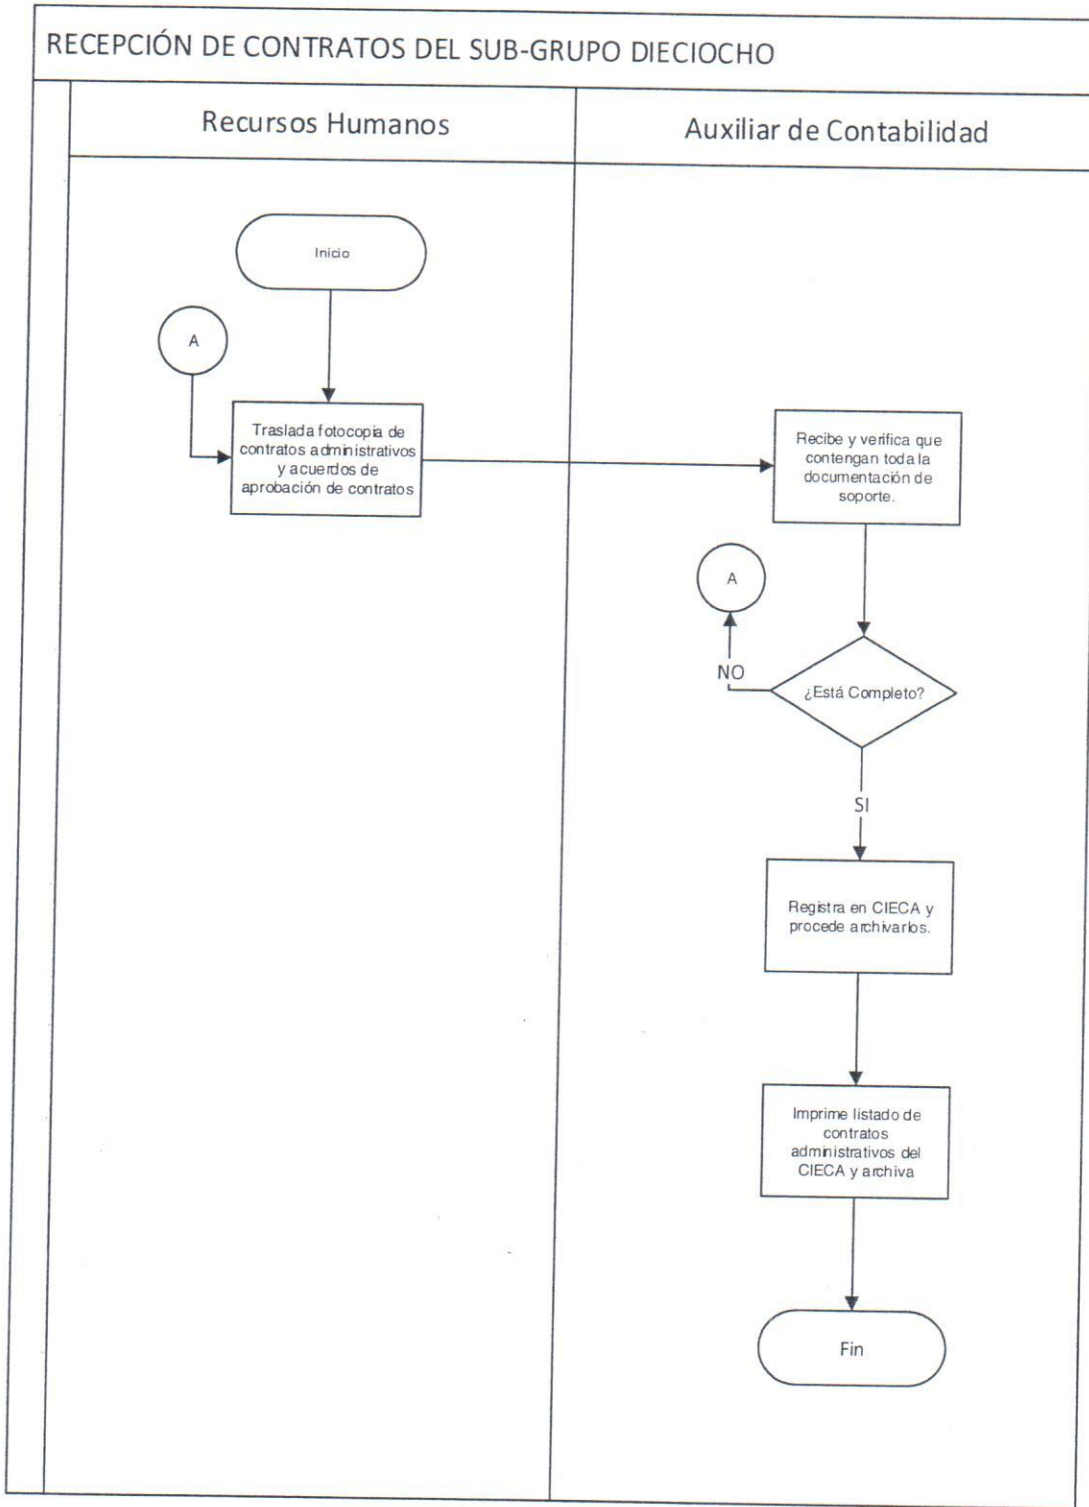 RECEPCIÓN DE CONTRATOS DEL SUB-GRUPO DIECIOCHO
Recursos Humanos
Auxiliar de Contabilidad
Inicio
A
Traslada fotocopia de
contratos administrativos
y acuerdos de
aprobación de contratos
Recibe y verifica que
contengan toda la
documentación de
soporte.
A
NO
¿Está Completo?
SI
Registra en CIECA y
procede archivarlos.
Imprime listado de
contratos
administrativos del
CIECA y archiva
Fin